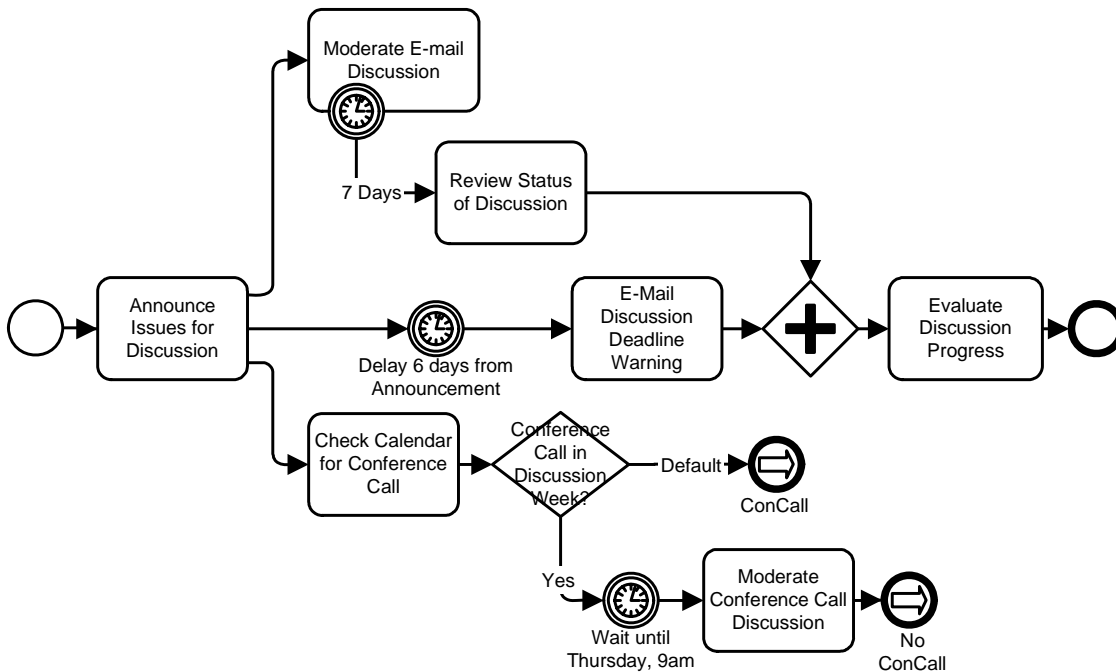 Moderate E-mail
Discussion
7 Days
Review Status
of Discussion
Announce
Issues for
Discussion
Delay 6 days from
Announcement
E-Mail
Discussion
Deadline
Warning
Evaluate
Discussion
Progress
Check Calendar
for Conference
Call
Conference
Call in
Discussion
Week?
Default
ConCall
Yes
Wait until
Thursday, 9am
Moderate
Conference Call
Discussion
No
ConCall